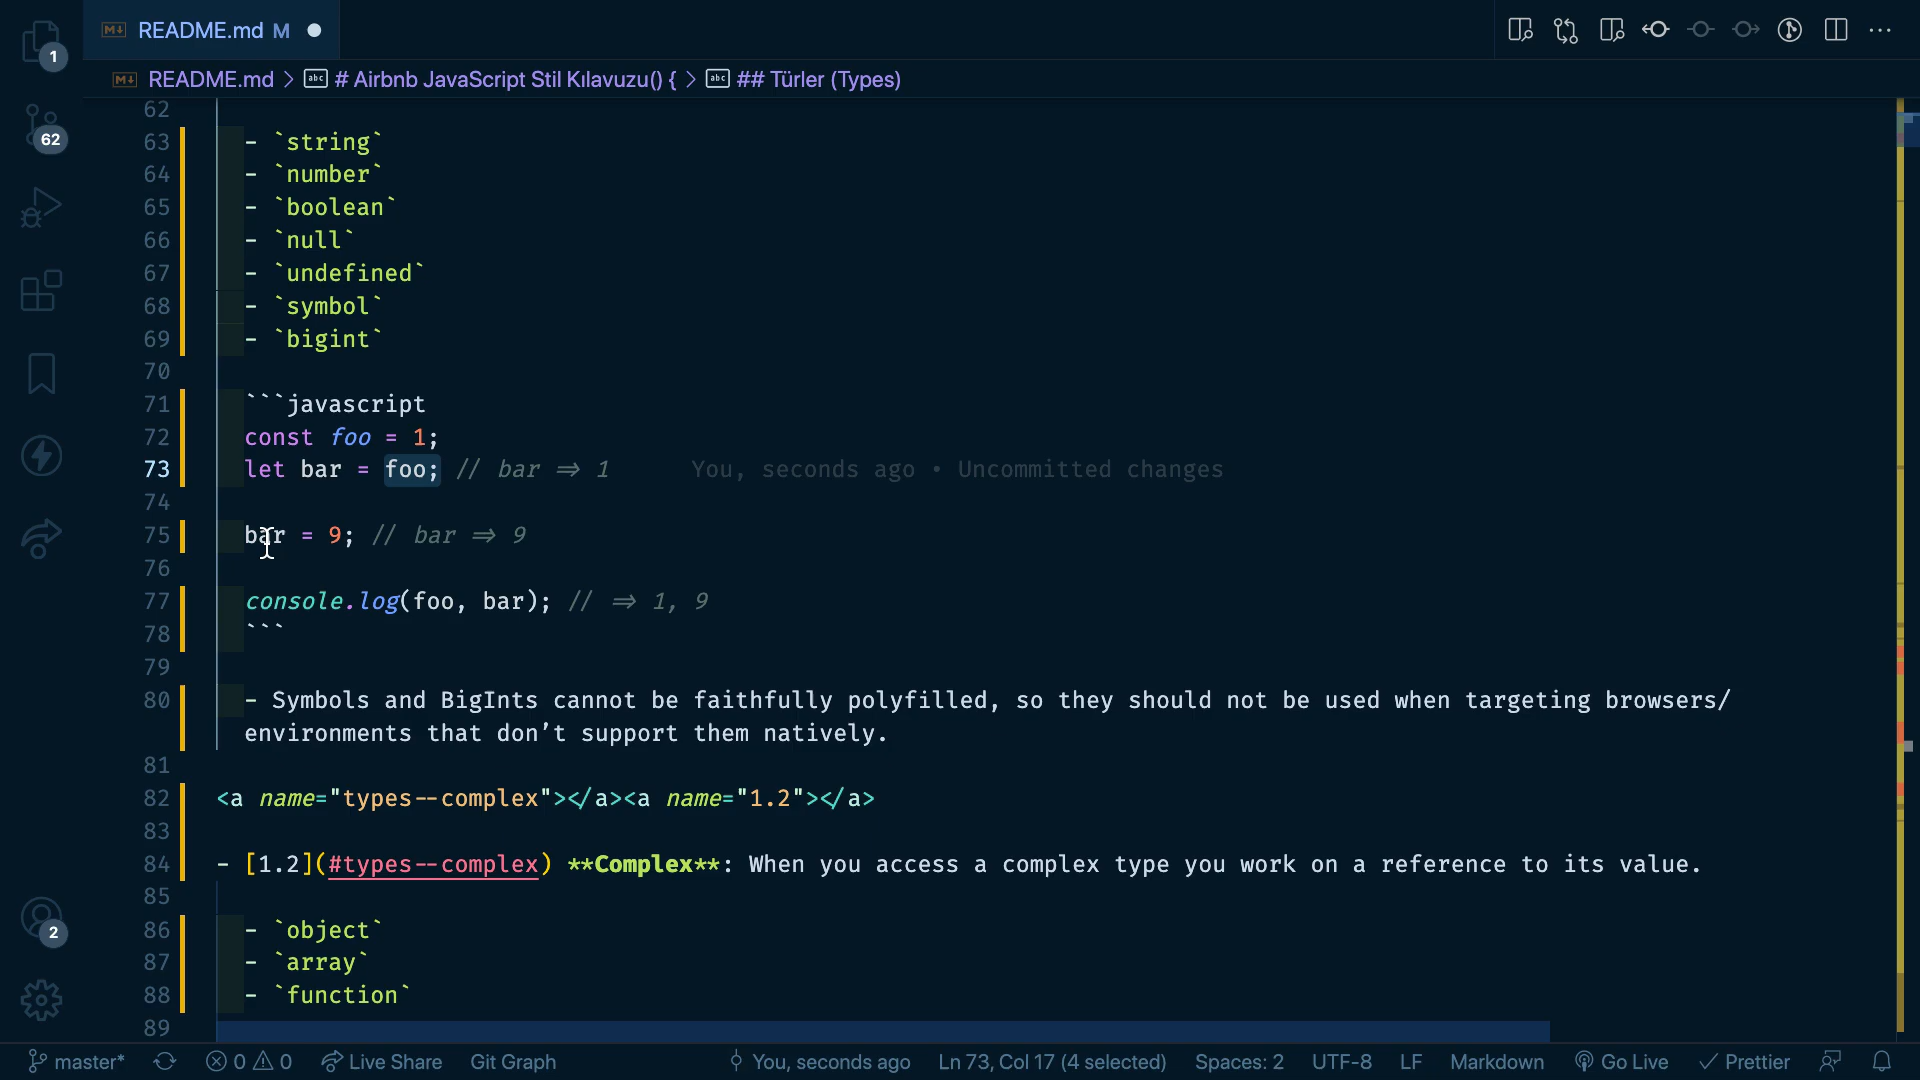 README.md M
README.md > # Airbnb JavaScript Stil Kılavuzu() { > ## Türler (Types)
1
62
2
62
63 - `string`
64 - `number`
65 - `boolean`
66 - `null`
67 - `undefined`
68 - `symbol`
69 - `bigint`
70
71 ```javascript
72 const foo = 1;
73 let bar = foo; // bar => 1 You, seconds ago • Uncommitted changes
74
75 bar = 9; // bar => 9
76
77 console.log(foo, bar); // => 1, 9
78 ```
79
80 - Symbols and BigInts cannot be faithfully polyfilled, so they should not be used when targeting browsers/
environments that don’t support them natively.
81
82 <a name="types--complex"></a><a name="1.2"></a>
83
84 - [1.2](#types--complex) **Complex**: When you access a complex type you work on a reference to its value.
85
86 - `object`
87 - `array`
88 - `function`
89
master* 0 0 Live Share Git Graph You, seconds ago Ln 73, Col 17 (4 selected) Spaces: 2 UTF-8 LF Markdown Go Live Prettier